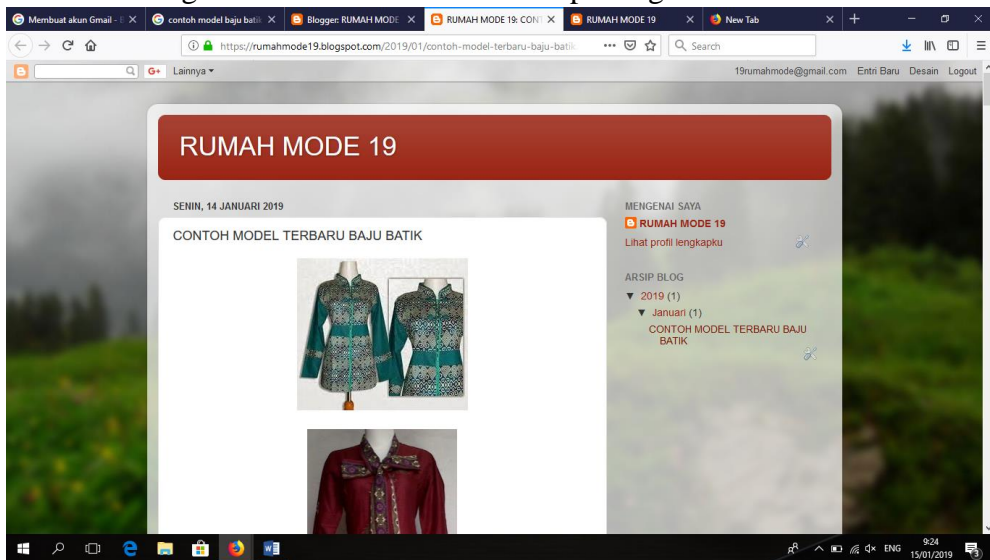 Membuat akun Gmail -
contoh model baju batik
Blogger: RUMAH MODE
RUMAH MODE 19: CONT
RUMAH MODE 19
New Tab
https://rumahmode19.blogspot.com/2019/01/contoh-model-terbaru-baju-batik
Search
G+ Lainnya
19rumahmode@gmail.com Entri Baru Desain Logout
RUMAH MODE 19
SENIN, 14 JANUARI 2019
CONTOH MODEL TERBARU BAJU BATIK
MENGENAI SAYA
RUMAH MODE 19
Lihat profil lengkapku
ARSIP BLOG
▼ 2019 (1)
▼ Januari (1)
CONTOH MODEL TERBARU BAJU
BATIK
ENG
9:24
15/01/2019